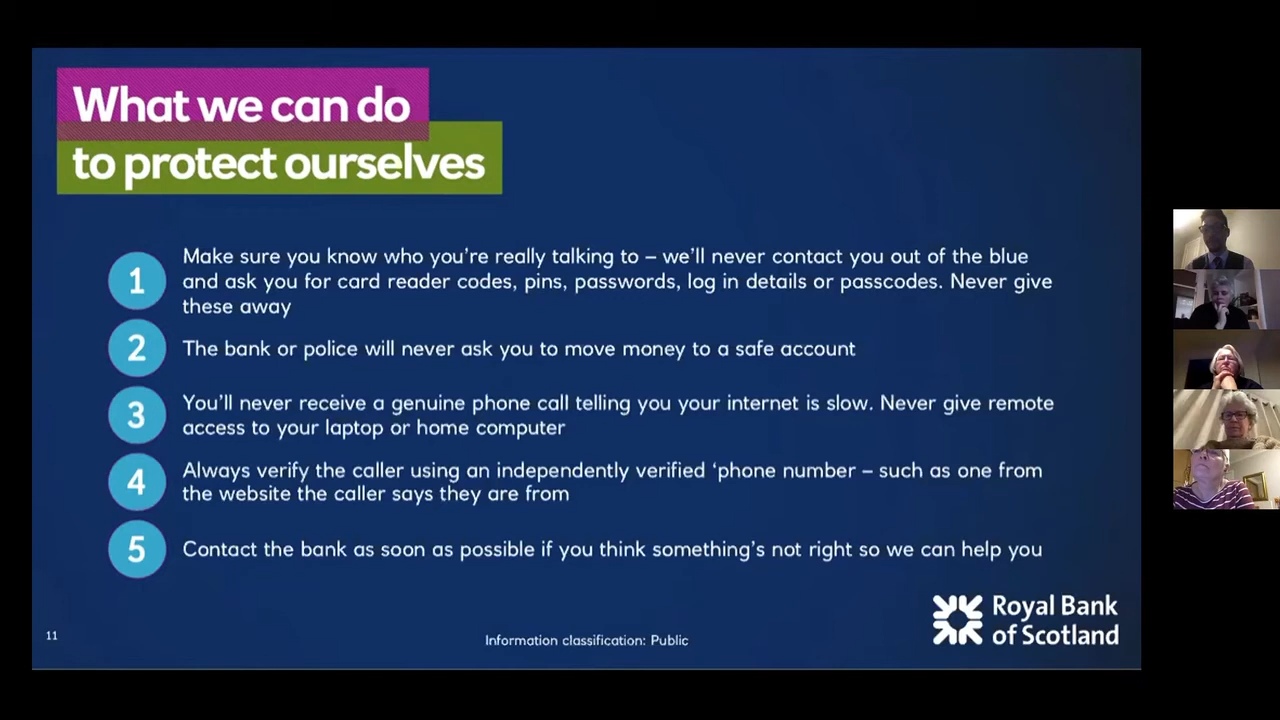 What we can do
to protect ourselves
1
Make sure you know who you're really talking to – we'll never contact you out of the blue
and ask you for card reader codes, pins, passwords, log in details or passcodes. Never give
these away
2
The bank or police will never ask you to move money to a safe account
3
You'll never receive a genuine phone call telling you your internet is slow. Never give remote
access to your laptop or home computer
4
Always verify the caller using an independently verified ‘phone number – such as one from
the website the caller says they are from
5
Contact the bank as soon as possible if you think something's not right so we can help you
11
Information classification: Public
Royal Bank
of Scotland